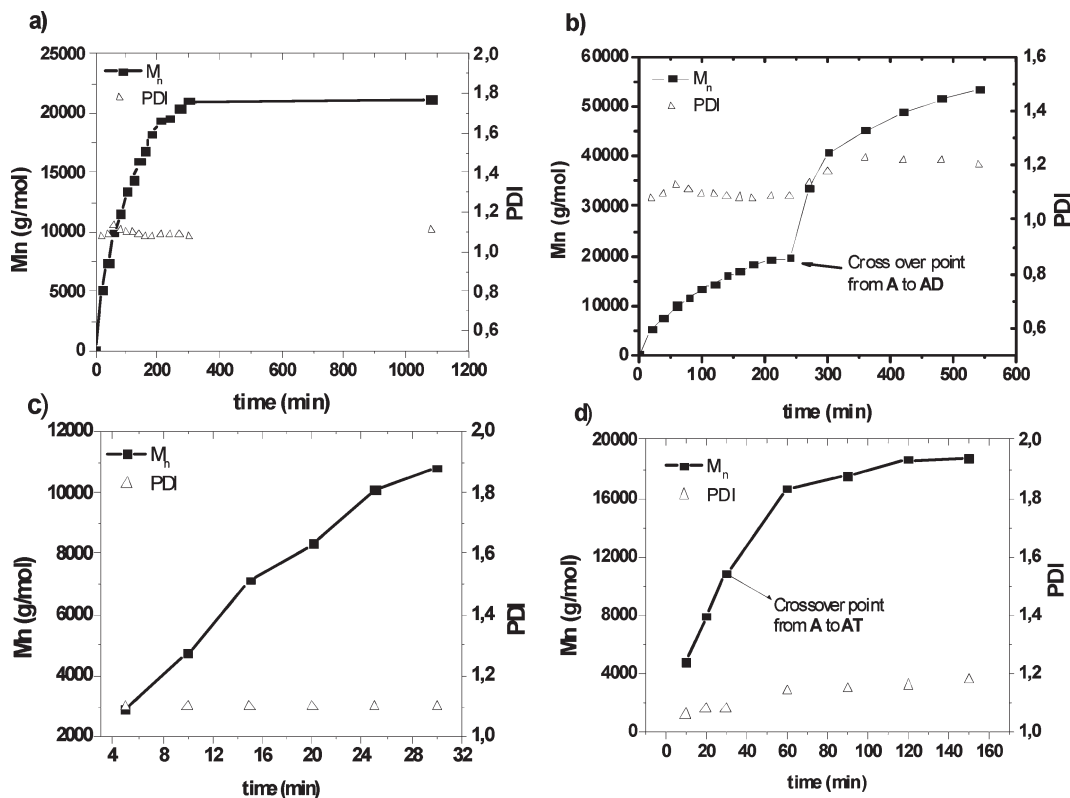 a)
25000
20000
15000
10000
5000
0
Mn (g/mol)
Mn
PDI
2,0
1,8
1,6
1,4
1,2
1,0
0,8
0,6
PDI
0 200 400 600 800 1000 1200
time (min)
b)
60000
50000
40000
30000
20000
10000
0
Mn (g/mol)
Mn
PDI
Cross over point
from A to AD
1,6
1,4
1,2
1,0
0,8
0,6
PDI
0 100 200 300 400 500 600
time (min)
c)
12000
10000
8000
6000
4000
2000
Mn (g/mol)
Mn
PDI
2,0
1,8
1,6
1,4
1,2
1,0
PDI
4 8 12 16 20 24 28 32
time (min)
d)
20000
16000
12000
8000
4000
0
Mn (g/mol)
Mn
PDI
Crossover point
from A to AT
2,0
1,8
1,6
1,4
1,2
1,0
PDI
0 20 40 60 80 100 120 140 160
time (min)